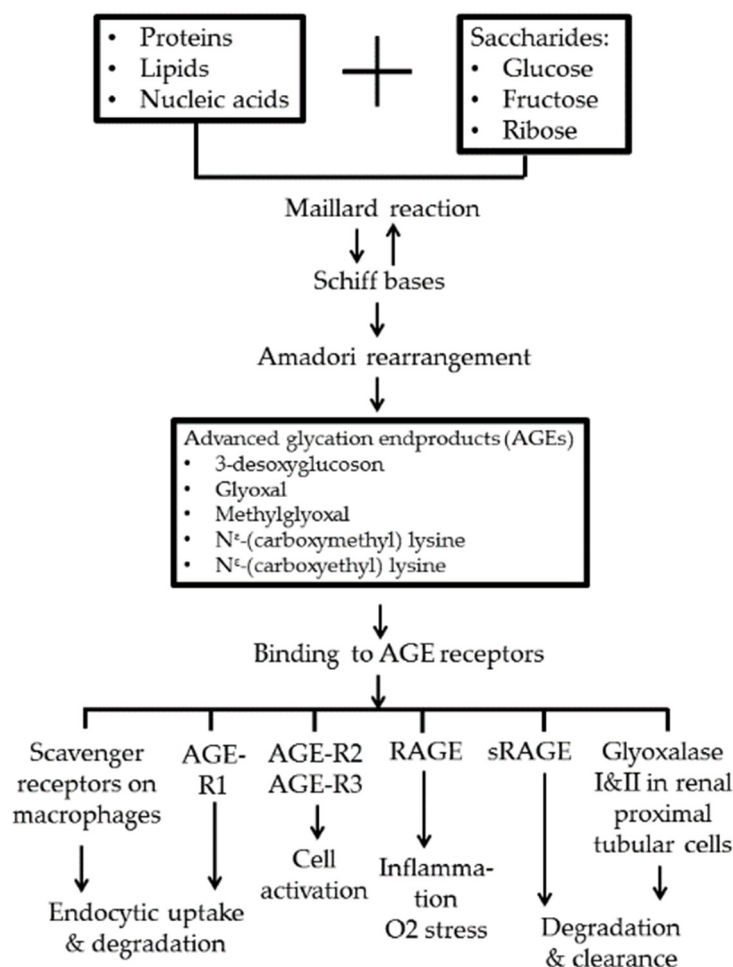 • Proteins
• Lipids
• Nucleic acids
Saccharides:
• Glucose
• Fructose
• Ribose
Maillard reaction
Schiff bases
Amadori rearrangement
Advanced glycation endproducts (AGEs)
• 3-desoxyglucoson
• Glyoxal
• Methylglyoxal
• Nᵋ-(carboxymethyl) lysine
• Nᵋ-(carboxyethyl) lysine
Binding to AGE receptors
Scavenger
receptors on
macrophages
AGE-
R1
AGE-R2
AGE-R3
RAGE
sRAGE
Glyoxalase
I&II in renal
proximal
tubular cells
Endocytic uptake
& degradation
Cell
activation
Inflamma-
tion
O2 stress
Degradation
& clearance